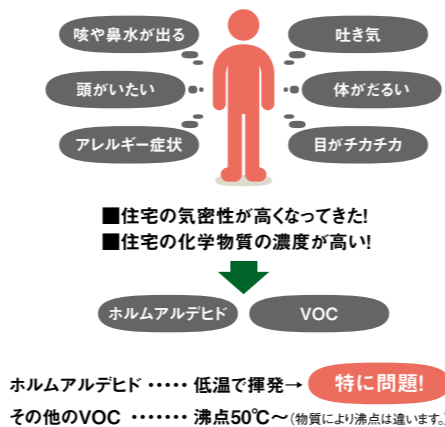 咳や鼻水が出る
吐き気
頭がいたい
体がだるい
アレルギー症状
目がチカチカ
■住宅の気密性が高くなってきた!
■住宅の化学物質の濃度が高い!
ホルムアルデヒド
VOC
ホルムアルデヒド ‥‥‥ 低温で揮発→ 特に問題!
その他のVOC ‥‥‥‥ 沸点50℃〜(物質により沸点は違います。)